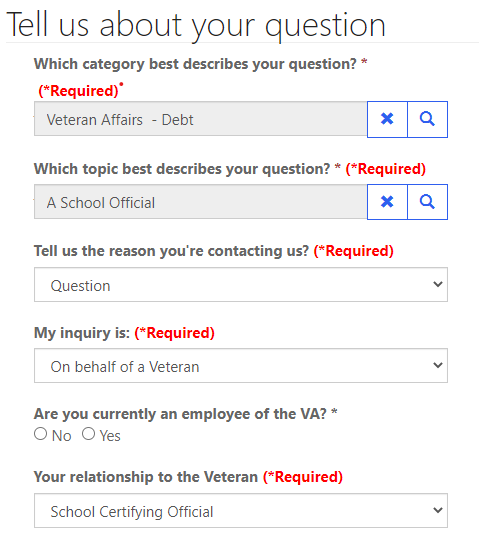 Tell us about your question
Which category best describes your question? *
(*Required)*
Veteran Affairs - Debt
Which topic best describes your question? * (*Required)
A School Official
Tell us the reason you're contacting us? (*Required)
Question
My inquiry is: (*Required)
On behalf of a Veteran
Are you currently an employee of the VA? *
No Yes
Your relationship to the Veteran (*Required)
School Certifying Official